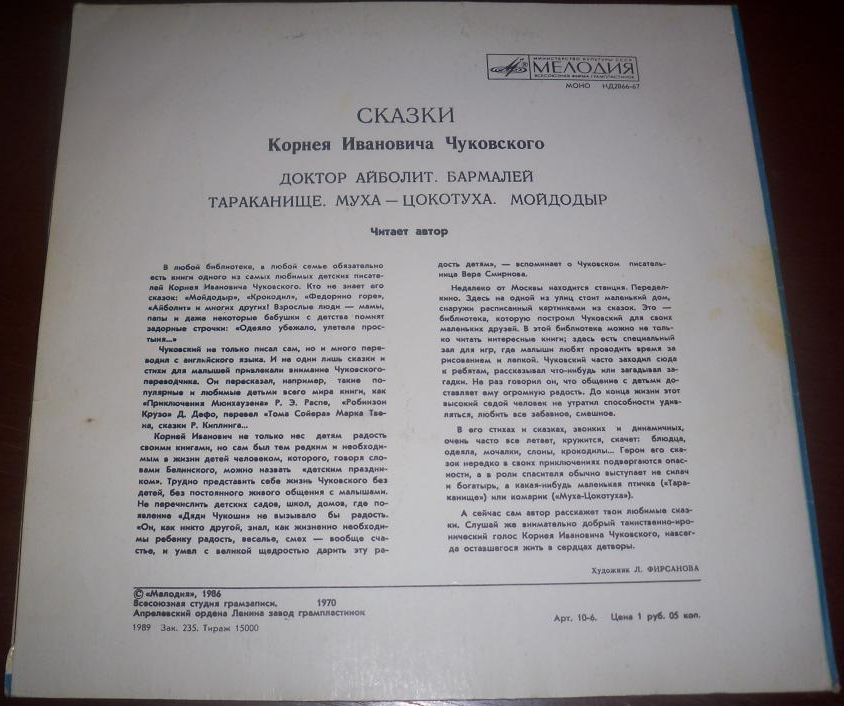 МИНИСТЕРСТВО КУЛЬТУРЫ СССР
МЕЛОДИЯ
ВСЕСОЮЗНАЯ ФИРМА ГРАМПЛАСТИНОК
МОНО НД2066-67
СКАЗКИ
Корнея Ивановича Чуковского
ДОКТОР АЙБОЛИТ. БАРМАЛЕЙ
ТАРАКАНИЩЕ. МУХА — ЦОКОТУХА. МОЙДОДЫР
Читает автор
В любой библиотеке, в любой семье обязательно
есть книги одного из самых любимых детских писате-
лей Корнея Ивановича Чуковского. Кто не знает его
сказок: «Мойдодыр», «Крокодил», «Федорино горе»,
«Айболит» и многих других! Взрослые люди — мамы,
папы и даже некоторые бабушки с детства помнят
задорные строчки: «Одеяло убежало, улетела прос-
тыня...»
Чуковский не только писал сам, но и много пере-
водил с английского языка. И не одни лишь сказки и
стихи для малышей привлекали внимание Чуковского-
переводчика. Он пересказал, например, такие по-
пулярные и любимые детьми всего мира книги, как
«Приключения Мюнхаузена» Р. Э. Распе, «Робинзон
Крузо» Д. Дефо, перевел «Тома Сойера» Марка Тве-
на, сказки Р. Киплинга...
Корней Иванович не только нес детям радость
своими книгами, но сам был тем редким и необходи-
мым в жизни детей человеком, которого, говоря сло-
вами Белинского, можно назвать «детским праздни-
ком». Трудно представить себе жизнь Чуковского без
детей, без постоянного живого общения с малышами.
Не перечислить детских садов, школ, домов, где по-
явление «Дяди Чукоши» не вызывало бы радость.
«Он, как никто другой, знал, как жизненно необходи-
мы ребенку радость, веселье, смех — вообще сча-
стье, и умел с великой щедростью дарить эту ра-
дость детям», — вспоминает о Чуковском писатель-
ница Вера Смирнова.
Недалеко от Москвы находится станция. Передел-
кино. Здесь на одной из улиц стоит маленький дом,
снаружи расписанный картинками из сказок. Это —
библиотека, которую построил Чуковский для своих
маленьких друзей. В этой библиотеке можно не толь-
ко читать интересные книги; здесь есть специальный
зал для игр, где малыши любят проводить время за
рисованием и лепкой. Чуковский часто заходил сюда
к ребятам, рассказывал что-нибудь или загадывал за-
гадки. Не раз говорил он, что общение с детьми до-
ставляет ему огромную радость. До конца жизни этот
высокий седой человек не утратил способности удив-
ляться, любить все забавное, смешное.
В его стихах и сказках, звонких и динамичных,
очень часто все летает, кружится, скачет: блюдца,
одеяла, мочалки, слоны, крокодилы... Герои его ска-
зок нередко в своих приключениях подвергаются опас-
ности, а в роли спасителя обычно выступает не силач
и богатырь, а какая-нибудь маленькая птичка («Тара-
канище») или комарик («Муха-Цокотуха»).
А сейчас сам автор расскажет твои любимые сказ-
ки. Слушай же внимательно добрый таинственно-иро-
нический голос Корнея Ивановича Чуковского, навсег-
да оставшегося жить в сердцах детворы.
Художник Л. ФИРСАНОВА
© «Мелодия», 1986
Всесоюзная студия грамзаписи. 1970
Апрелевский ордена Ленина завод грампластинок
1989 Зак. 235. Тираж 15000
Арт. 10-6. Цена 1 руб. 05 коп.